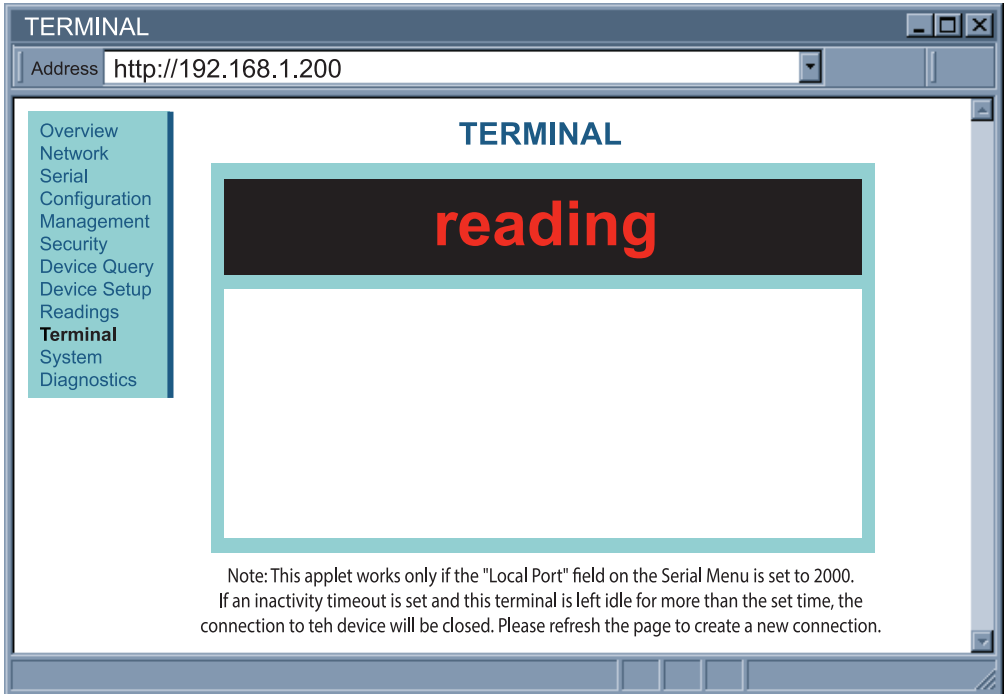 TERMINAL
Address http://192.168.1.200
Overview
Network
Serial
Configuration
Management
Security
Device Query
Device Setup
Readings
Terminal
System
Diagnostics
TERMINAL
reading
Note: This applet works only if the "Local Port" field on the Serial Menu is set to 2000.
If an inactivity timeout is set and this terminal is left idle for more than the set time, the
connection to teh device will be closed. Please refresh the page to create a new connection.